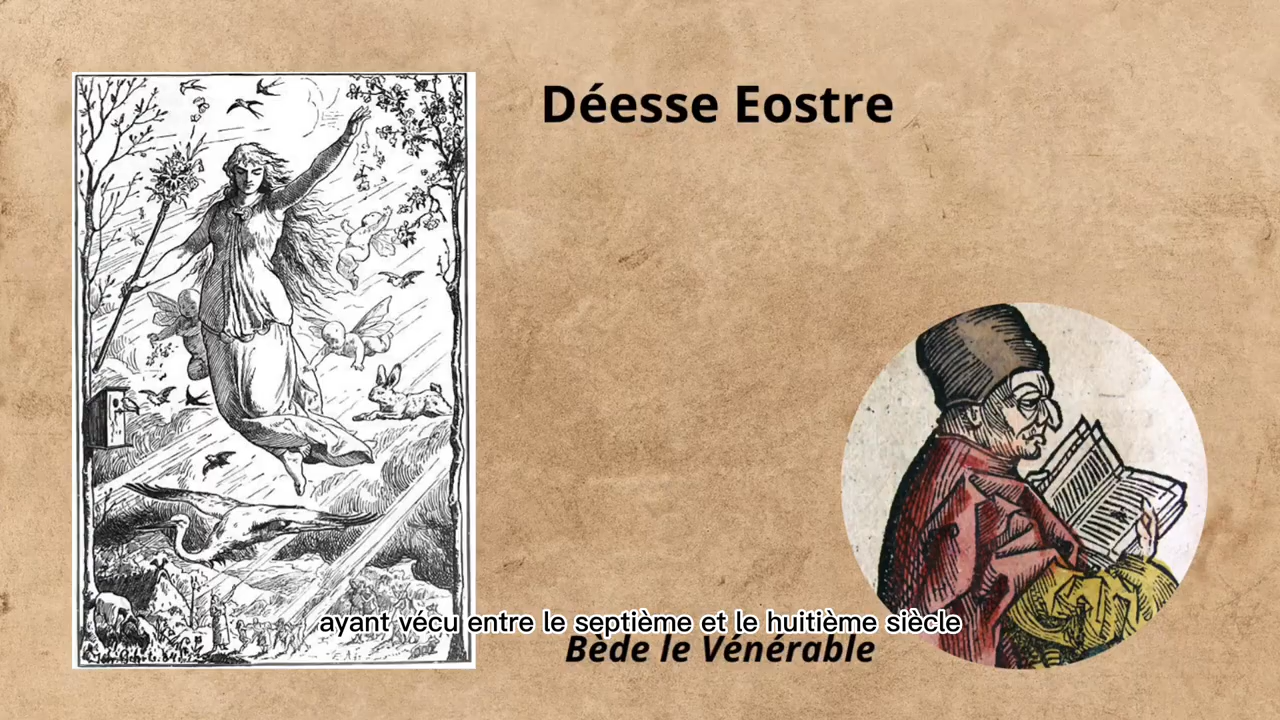 Déesse Eostre
ayant vécu entre le septième et le huitième siècle
Bède le Vénérable